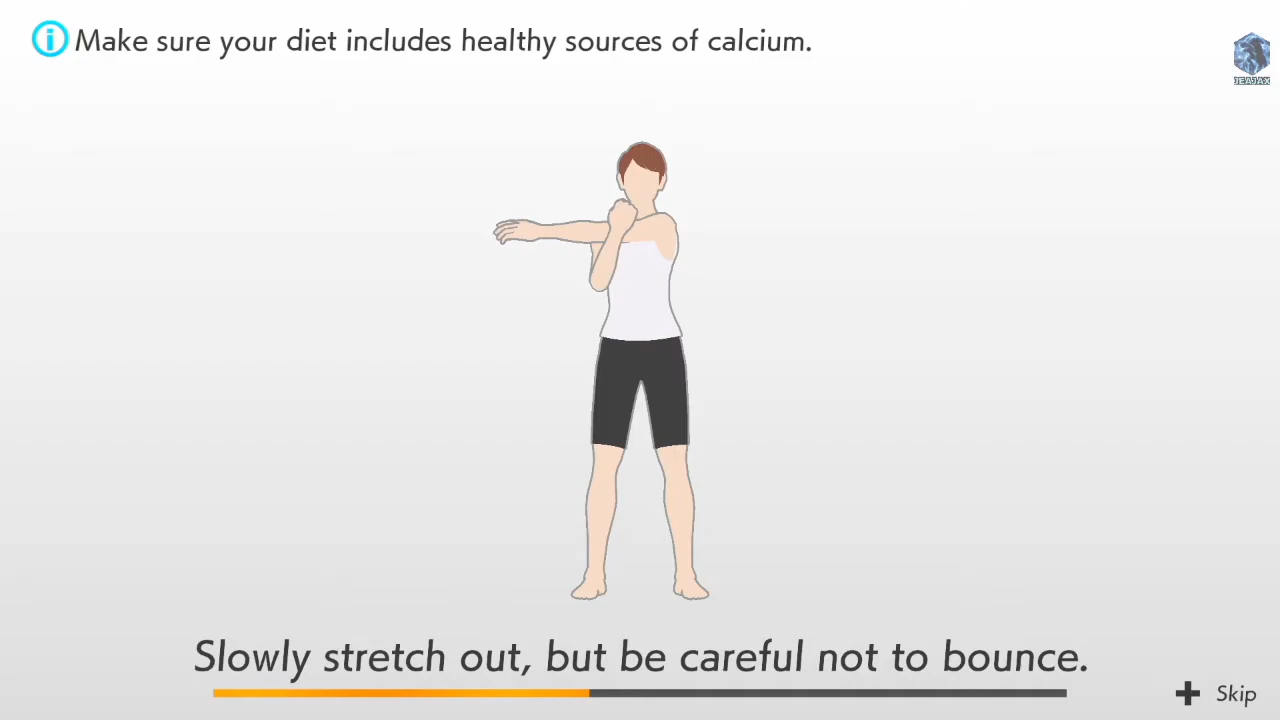 Make sure your diet includes healthy sources of calcium.
JEAJAX
Slowly stretch out, but be careful not to bounce.
Skip